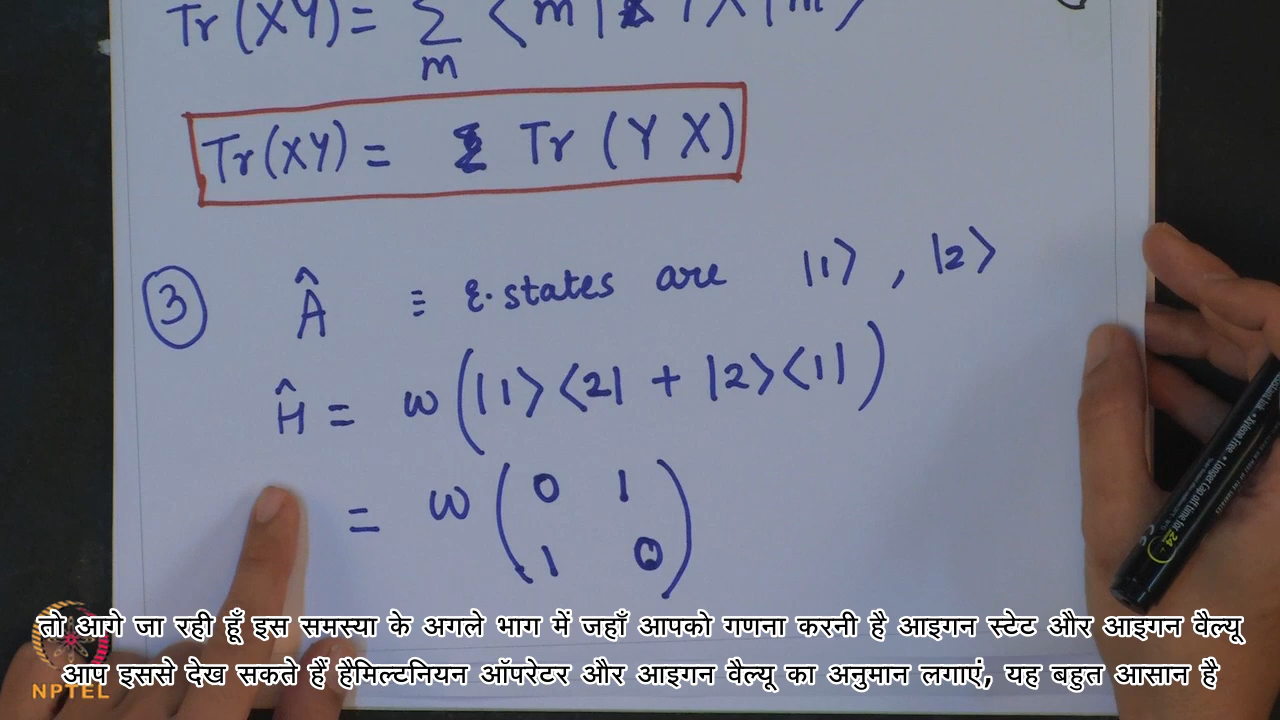 Tr(XY) = Σ ⟨m| YX |m⟩
m
Tr(XY) = Tr (Y X)
③ Â ≡ E.states are |1⟩ , |2⟩
Ĥ = ω(|1⟩⟨2| + |2⟩⟨1|)
= ω (0 1
1 0)
तो आगे जा रही हूँ इस समस्या के अगले भाग में जहाँ आपको गणना करनी है आइगन स्टेट और आइगन वैल्यू
आप इससे देख सकते हैं हैमिल्टनियन ऑपरेटर और आइगन वैल्यू का अनुमान लगाएं, यह बहुत आसान है
NPTEL